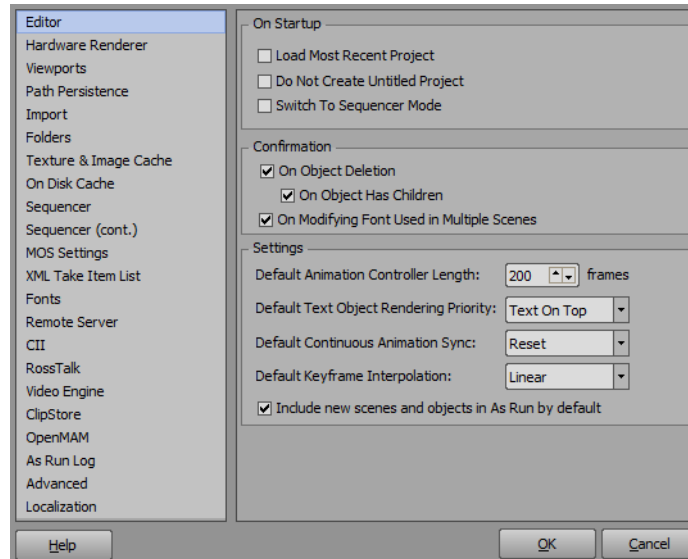 Editor
Hardware Renderer
Viewports
Path Persistence
Import
Folders
Texture & Image Cache
On Disk Cache
Sequencer
Sequencer (cont.)
MOS Settings
XML Take Item List
Fonts
Remote Server
CII
RossTalk
Video Engine
ClipStore
OpenMAM
As Run Log
Advanced
Localization
On Startup
Load Most Recent Project
Do Not Create Untitled Project
Switch To Sequencer Mode
Confirmation
On Object Deletion
On Object Has Children
On Modifying Font Used in Multiple Scenes
Settings
Default Animation Controller Length: 200 frames
Default Text Object Rendering Priority: Text On Top
Default Continuous Animation Sync: Reset
Default Keyframe Interpolation: Linear
Include new scenes and objects in As Run by default
Help
OK
Cancel